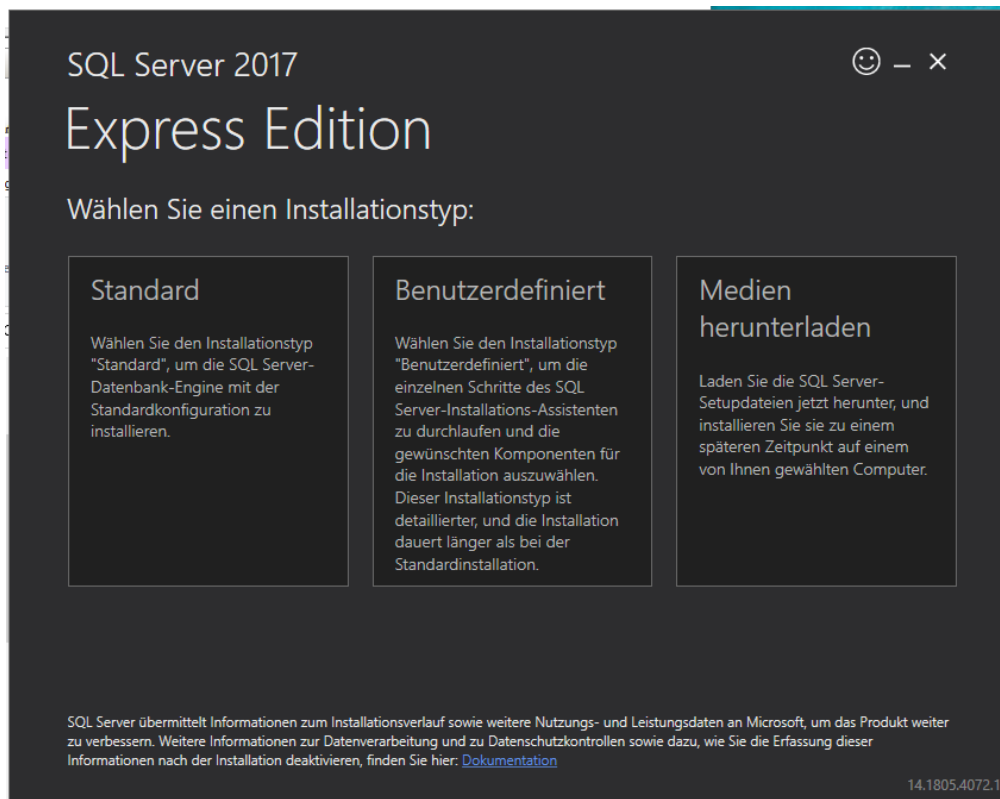 SQL Server 2017
Express Edition
Wählen Sie einen Installationstyp:
Standard
Wählen Sie den Installationstyp
"Standard", um die SQL Server-
Datenbank-Engine mit der
Standardkonfiguration zu
installieren.
Benutzerdefiniert
Wählen Sie den Installationstyp
"Benutzerdefiniert", um die
einzelnen Schritte des SQL
Server-Installations-Assistenten
zu durchlaufen und die
gewünschten Komponenten für
die Installation auszuwählen.
Dieser Installationstyp ist
detaillierter, und die Installation
dauert länger als bei der
Standardinstallation.
Medien
herunterladen
Laden Sie die SQL Server-
Setupdateien jetzt herunter, und
installieren Sie sie zu einem
späteren Zeitpunkt auf einem
von Ihnen gewählten Computer.
SQL Server übermittelt Informationen zum Installationsverlauf sowie weitere Nutzungs- und Leistungsdaten an Microsoft, um das Produkt weiter
zu verbessern. Weitere Informationen zur Datenverarbeitung und zu Datenschutzkontrollen sowie dazu, wie Sie die Erfassung dieser
Informationen nach der Installation deaktivieren, finden Sie hier: Dokumentation
14.1805.4072.1